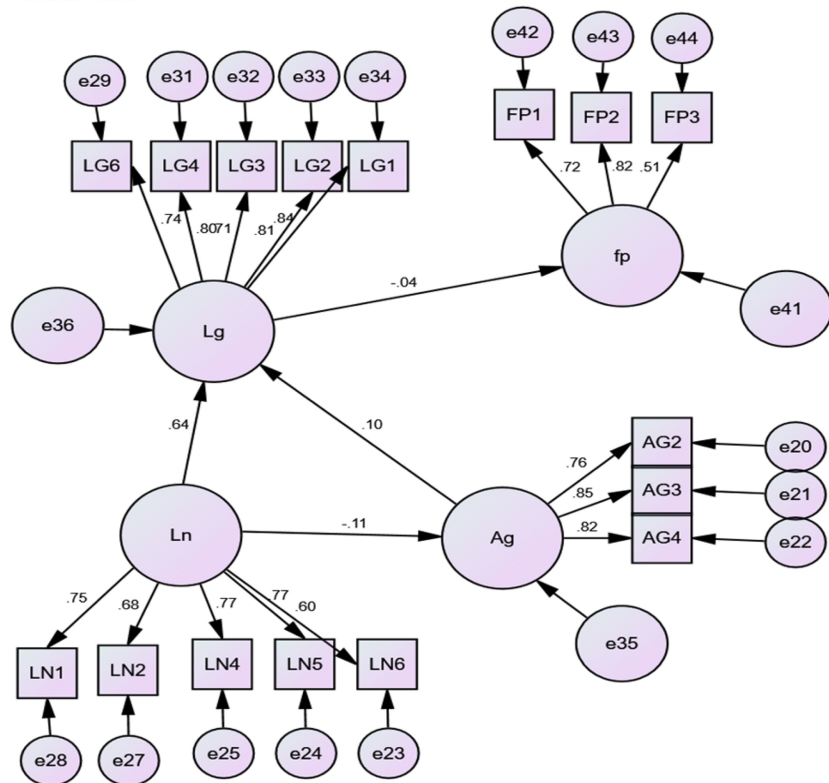 e42
e43
e44
e29
e31
e32
e33
e34
FP1
FP2
FP3
LG6
LG4
LG3
LG2
LG1
.72
.82
.51
.74
.80
.71
.81
.84
fp
-.04
e41
e36
Lg
.64
.10
AG2
e20
.76
AG3
e21
.85
AG4
e22
.82
Ln
-.11
Ag
.75
.68
.77
.77
.60
e35
LN1
LN2
LN4
LN5
LN6
e28
e27
e25
e24
e23